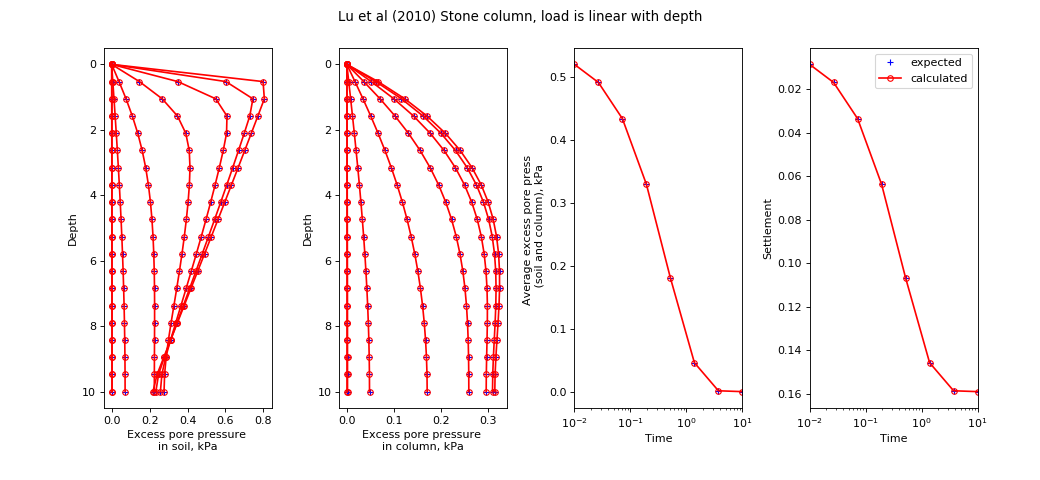 Lu et al (2010) Stone column, load is linear with depth
Depth
0
2
4
6
8
10
0.0 0.2 0.4 0.6 0.8
Excess pore pressure
in soil, kPa
Depth
0
2
4
6
8
10
0.0 0.1 0.2 0.3
Excess pore pressure
in column, kPa
Average excess pore press
(soil and column), kPa
0.5
0.4
0.3
0.2
0.1
0.0
10⁻² 10⁻¹ 10⁰ 10¹
Time
Settlement
0.02
0.04
0.06
0.08
0.10
0.12
0.14
0.16
10⁻² 10⁻¹ 10⁰ 10¹
Time
expected
calculated